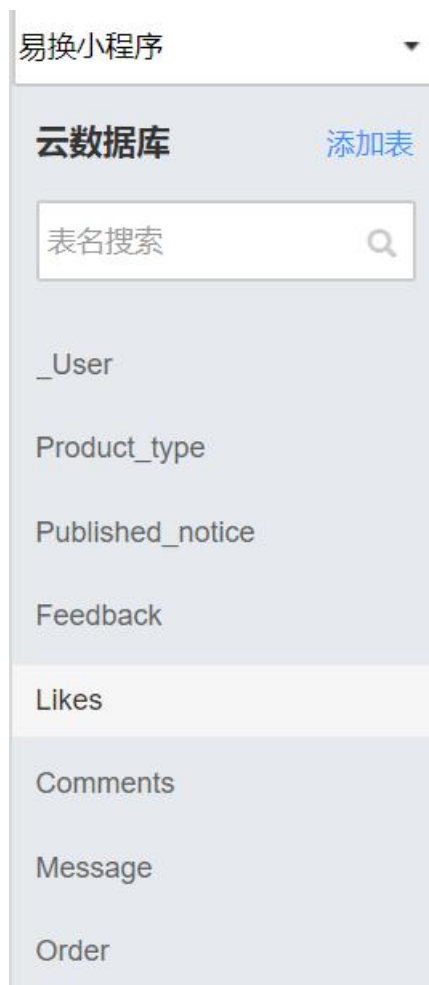 易换小程序
云数据库 添加表
表名搜索
_User
Product_type
Published_notice
Feedback
Likes
Comments
Message
Order